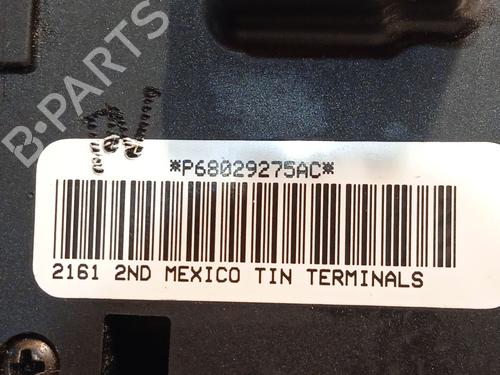 B-PARTS
*P68029275AC*
2161 2ND MEXICO TIN TERMINALS